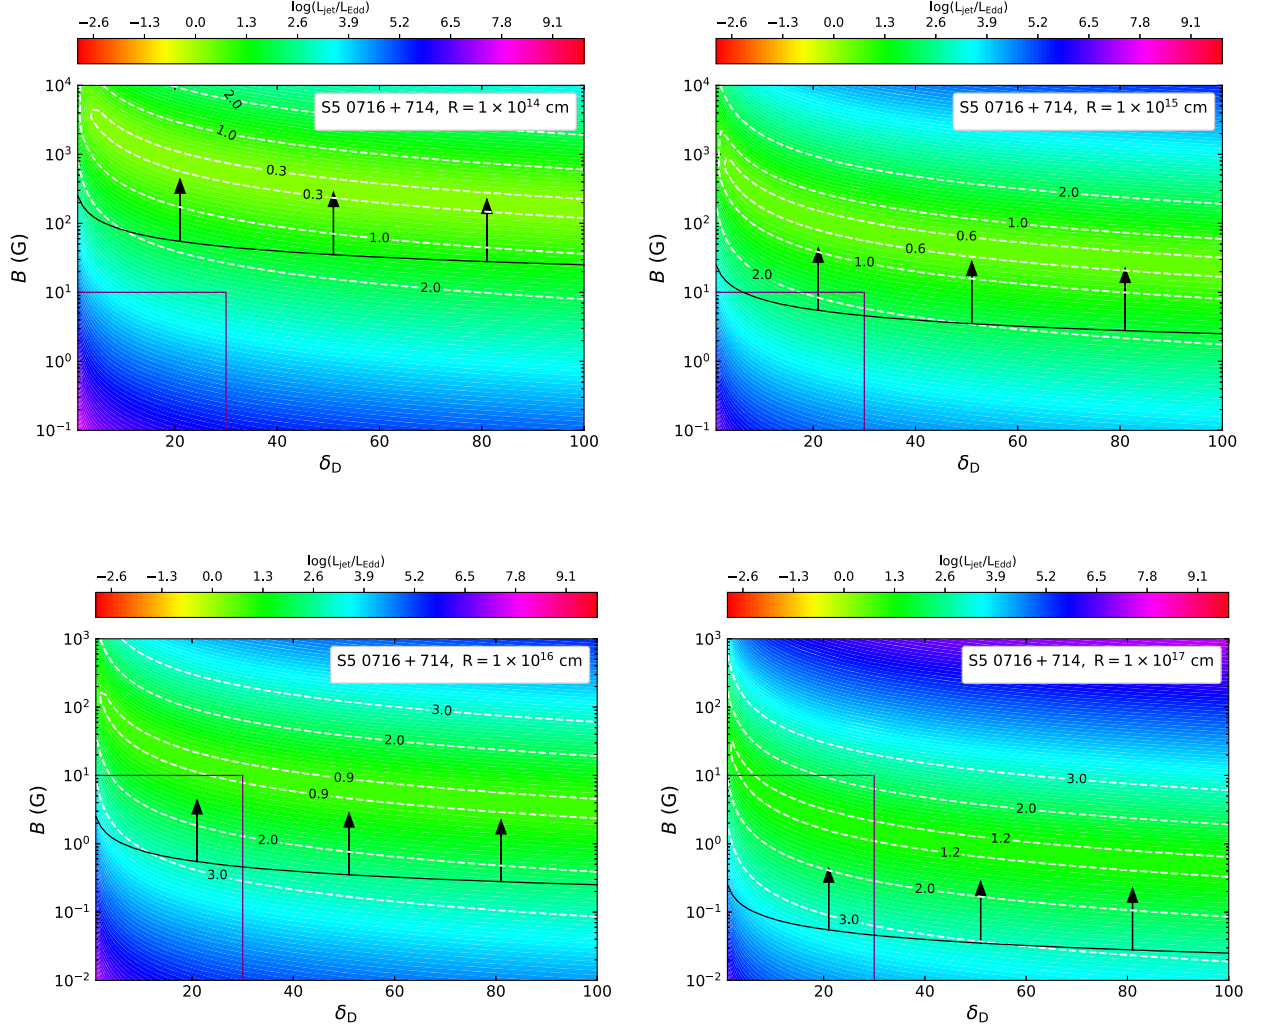 log(L_jet/L_Edd)
−2.6 −1.3 0.0 1.3 2.6 3.9 5.2 6.5 7.8 9.1
S5 0716 + 714, R = 1 × 10^14 cm
2.0
1.0
0.3
0.3
1.0
2.0
10^4
10^3
10^2
10^1
10^0
10^−1
B (G)
20 40 60 80 100
δ_D
log(L_jet/L_Edd)
−2.6 −1.3 0.0 1.3 2.6 3.9 5.2 6.5 7.8 9.1
S5 0716 + 714, R = 1 × 10^15 cm
2.0
1.0
0.6
0.6
1.0
2.0
10^4
10^3
10^2
10^1
10^0
10^−1
B (G)
20 40 60 80 100
δ_D
log(L_jet/L_Edd)
−2.6 −1.3 0.0 1.3 2.6 3.9 5.2 6.5 7.8 9.1
S5 0716 + 714, R = 1 × 10^16 cm
3.0
2.0
0.9
0.9
2.0
3.0
10^3
10^2
10^1
10^0
10^−1
10^−2
B (G)
20 40 60 80 100
δ_D
log(L_jet/L_Edd)
−2.6 −1.3 0.0 1.3 2.6 3.9 5.2 6.5 7.8 9.1
S5 0716 + 714, R = 1 × 10^17 cm
3.0
2.0
1.2
1.2
2.0
3.0
10^3
10^2
10^1
10^0
10^−1
10^−2
B (G)
20 40 60 80 100
δ_D